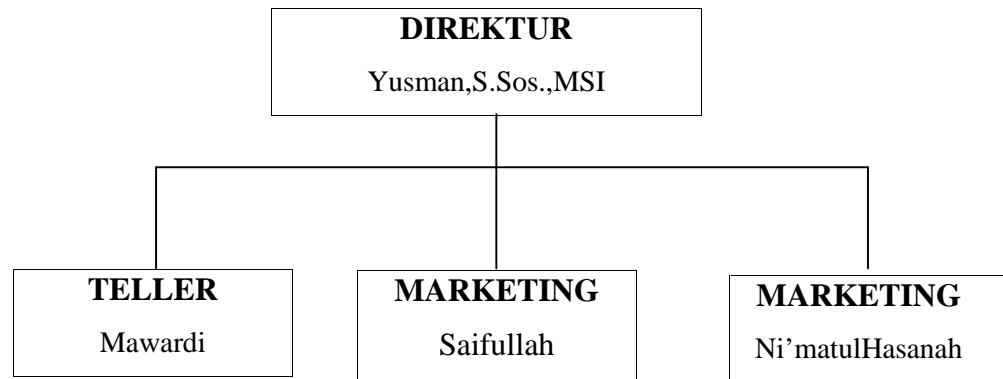 DIREKTUR
Yusman,S.Sos.,MSI
TELLER
Mawardi
MARKETING
Saifullah
MARKETING
Ni’matulHasanah